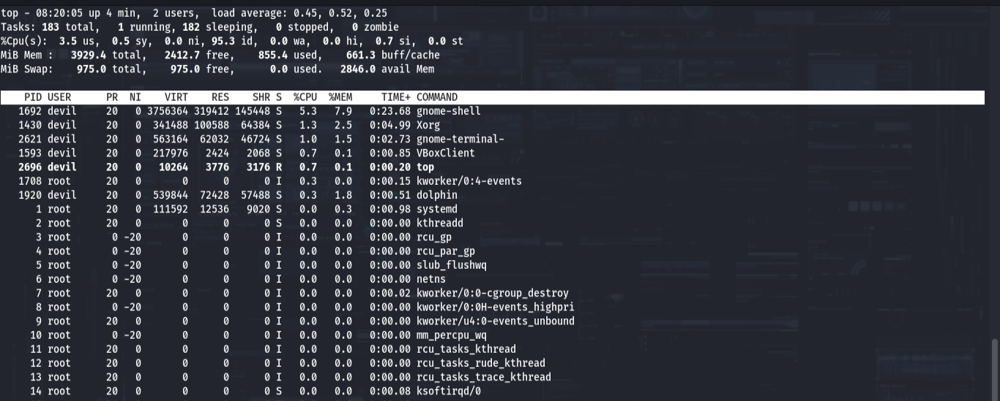 top - 08:20:05 up 4 min,  2 users,  load average: 0.45, 0.52, 0.25
Tasks: 183 total,   1 running, 182 sleeping,   0 stopped,   0 zombie
%Cpu(s):  3.5 us,  0.5 sy,  0.0 ni, 95.3 id,  0.0 wa,  0.0 hi,  0.7 si,  0.0 st
MiB Mem :   3929.4 total,   2412.7 free,    855.4 used,    661.3 buff/cache
MiB Swap:    975.0 total,    975.0 free,      0.0 used.   2846.0 avail Mem
PID USER      PR  NI    VIRT    RES    SHR S  %CPU  %MEM     TIME+ COMMAND
1692 devil     20   0 3756364 319412 145448 S   5.3   7.9   0:23.68 gnome-shell
1430 devil     20   0  341488 100588  64384 S   1.3   2.5   0:04.99 Xorg
2621 devil     20   0  563164  62032  46724 S   1.0   1.5   0:02.73 gnome-terminal-
1593 devil     20   0  217976   2424   2068 S   0.7   0.1   0:00.85 VBoxClient
2696 devil     20   0   10264   3776   3176 R   0.7   0.1   0:00.20 top
1708 root      20   0       0      0      0 I   0.3   0.0   0:00.15 kworker/0:4-events
1920 devil     20   0  539844  72428  57488 S   0.3   1.8   0:00.51 dolphin
1 root      20   0  111592  12536   9020 S   0.0   0.3   0:00.98 systemd
2 root      20   0       0      0      0 S   0.0   0.0   0:00.00 kthreadd
3 root       0 -20       0      0      0 I   0.0   0.0   0:00.00 rcu_gp
4 root       0 -20       0      0      0 I   0.0   0.0   0:00.00 rcu_par_gp
5 root       0 -20       0      0      0 I   0.0   0.0   0:00.00 slub_flushwq
6 root       0 -20       0      0      0 I   0.0   0.0   0:00.00 netns
7 root      20   0       0      0      0 I   0.0   0.0   0:00.02 kworker/0:0-cgroup_destroy
8 root       0 -20       0      0      0 I   0.0   0.0   0:00.00 kworker/0:0H-events_highpri
9 root      20   0       0      0      0 I   0.0   0.0   0:00.00 kworker/u4:0-events_unbound
10 root       0 -20       0      0      0 I   0.0   0.0   0:00.00 mm_percpu_wq
11 root      20   0       0      0      0 I   0.0   0.0   0:00.00 rcu_tasks_kthread
12 root      20   0       0      0      0 I   0.0   0.0   0:00.00 rcu_tasks_rude_kthread
13 root      20   0       0      0      0 I   0.0   0.0   0:00.00 rcu_tasks_trace_kthread
14 root      20   0       0      0      0 S   0.0   0.0   0:00.08 ksoftirqd/0